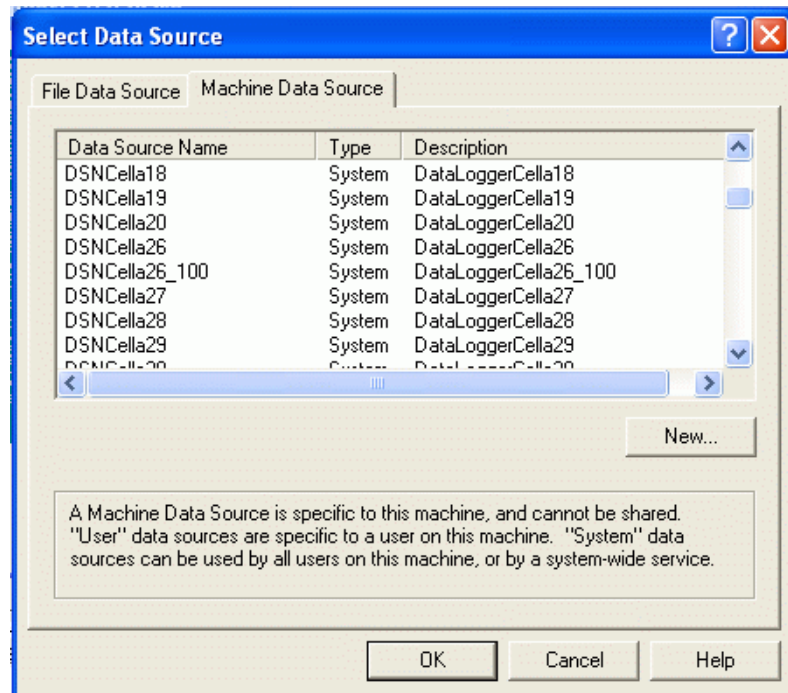 Select Data Source
File Data Source Machine Data Source
Data Source Name Type Description
DSNCella18 System DataLoggerCella18
DSNCella19 System DataLoggerCella19
DSNCella20 System DataLoggerCella20
DSNCella26 System DataLoggerCella26
DSNCella26_100 System DataLoggerCella26_100
DSNCella27 System DataLoggerCella27
DSNCella28 System DataLoggerCella28
DSNCella29 System DataLoggerCella29
New...
A Machine Data Source is specific to this machine, and cannot be shared.
"User" data sources are specific to a user on this machine. "System" data
sources can be used by all users on this machine, or by a system-wide service.
OK Cancel Help